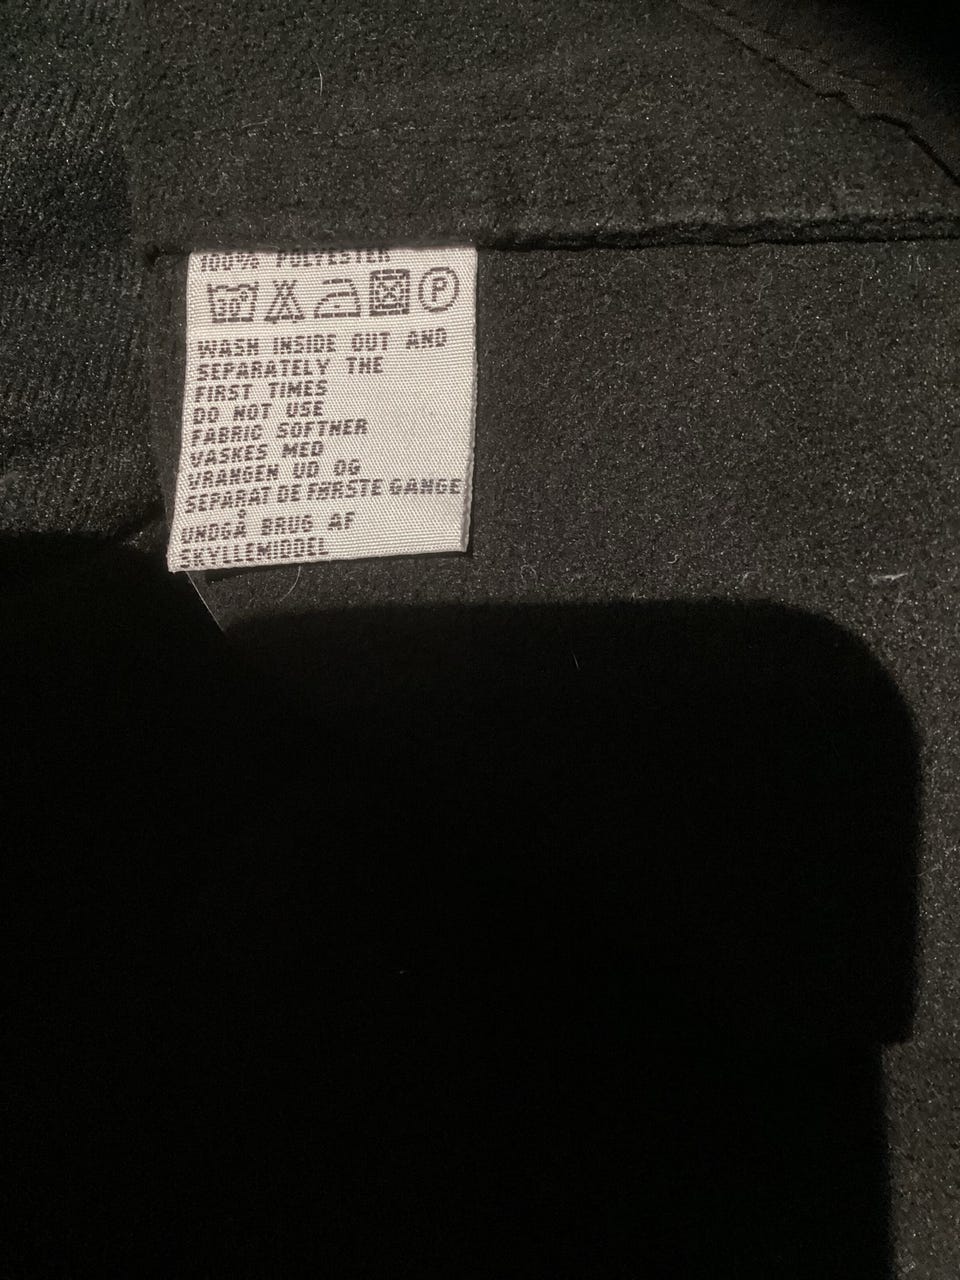 100% POLYESTER
P
WASH INSIDE OUT AND
SEPARATELY THE
FIRST TIMES
DO NOT USE
FABRIC SOFTNER
VASKES MED
VRANGEN UD OG
SEPARAT DE FØRSTE GANGE
UNDGÅ BRUG AF
SKYLLEMIDDEL